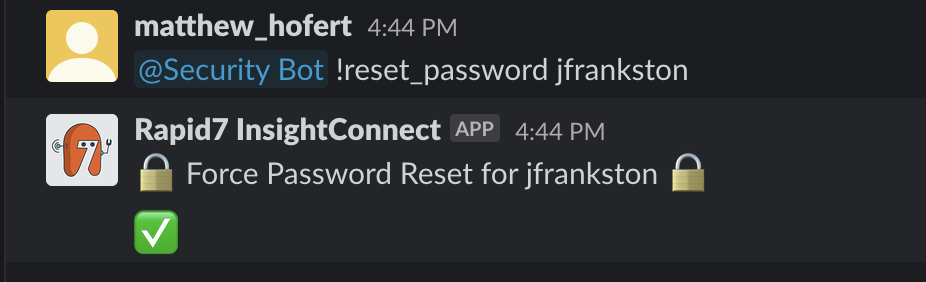 matthew_hofert 4:44 PM
@Security Bot !reset_password jfrankston
Rapid7 InsightConnect APP 4:44 PM
🔒 Force Password Reset for jfrankston 🔒
✅